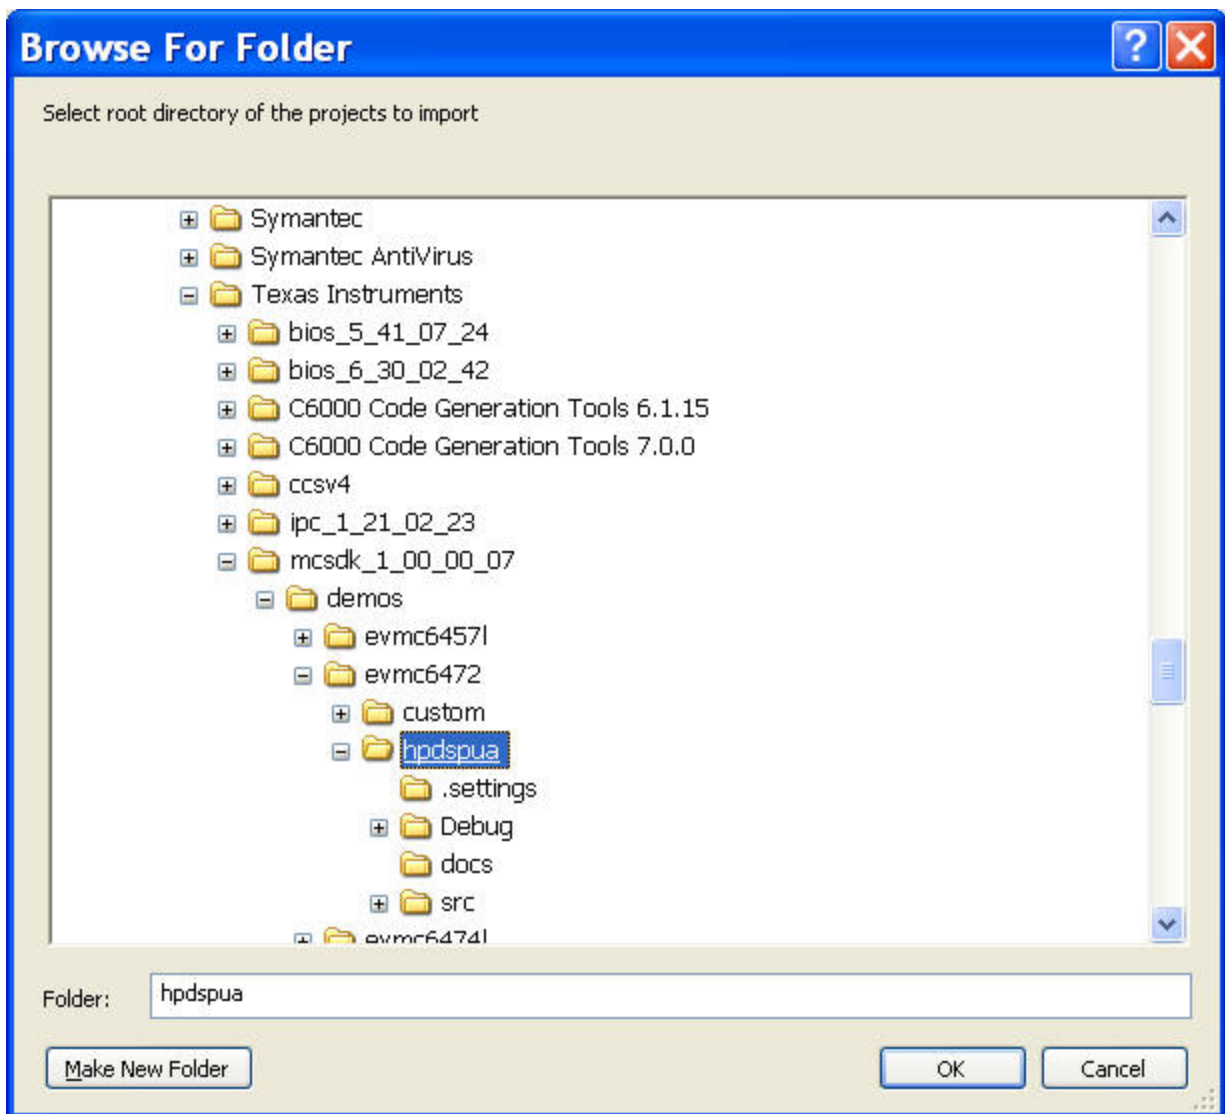 Browse For Folder
Select root directory of the projects to import
Symantec
Symantec AntiVirus
Texas Instruments
bios_5_41_07_24
bios_6_30_02_42
C6000 Code Generation Tools 6.1.15
C6000 Code Generation Tools 7.0.0
ccsv4
ipc_1_21_02_23
mcsdk_1_00_00_07
demos
evmc6457l
evmc6472
custom
hpdspua
.settings
Debug
docs
src
evmc6474l
Folder: hpdspua
Make New Folder OK Cancel